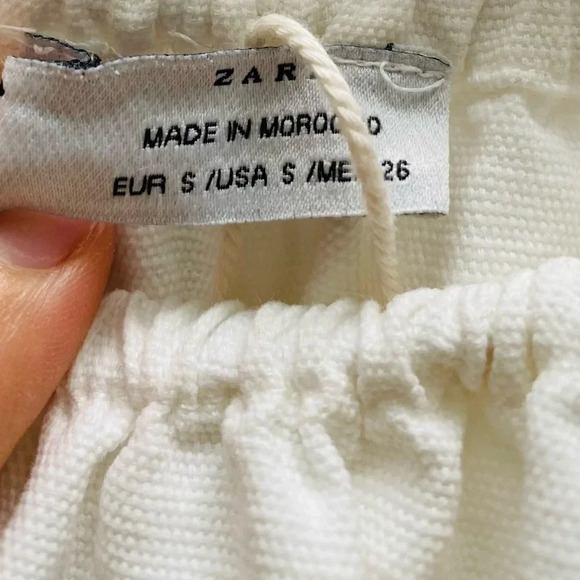 ZARA
MADE IN MOROCCO
EUR S /USA S /MEX 26